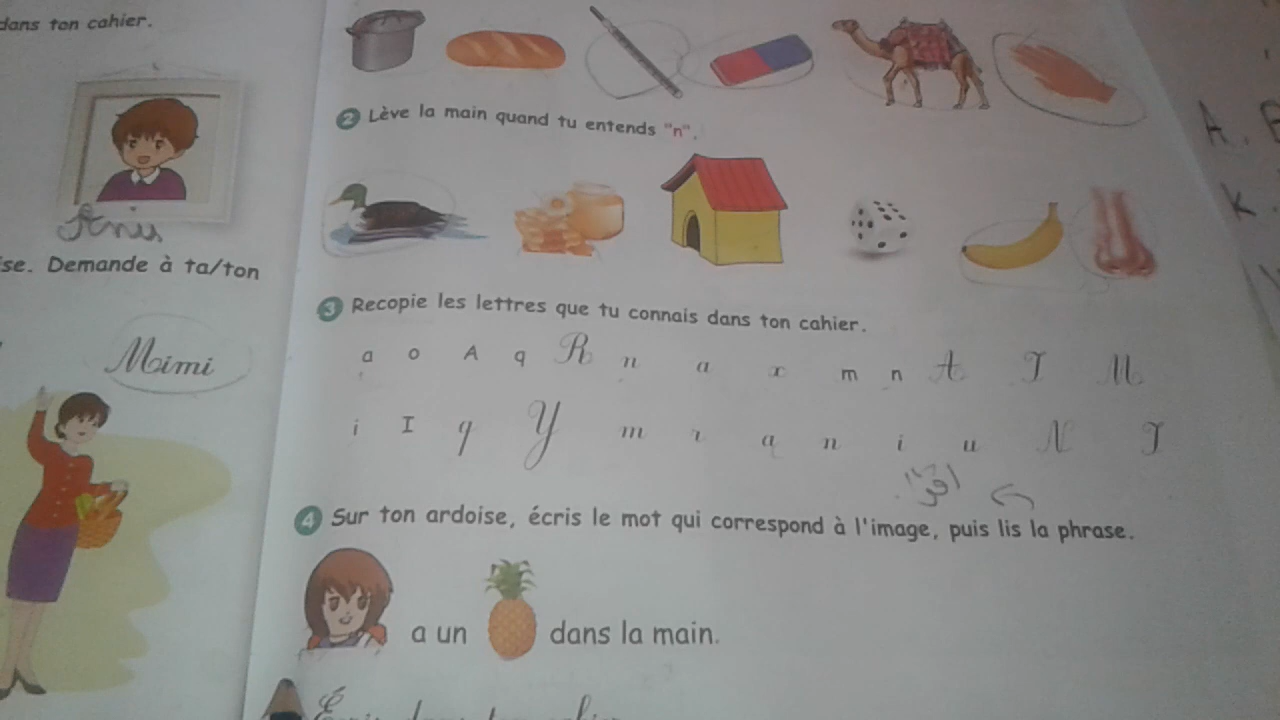 dans ton cahier.
Anis
se. Demande à ta/ton
Mimi
2 Lève la main quand tu entends "n".
3 Recopie les lettres que tu connais dans ton cahier.
a o A q R n a x m n A I M
i I q Y m r a n i u N I
اقرأ
4 Sur ton ardoise, écris le mot qui correspond à l'image, puis lis la phrase.
a un dans la main.
A.
K.